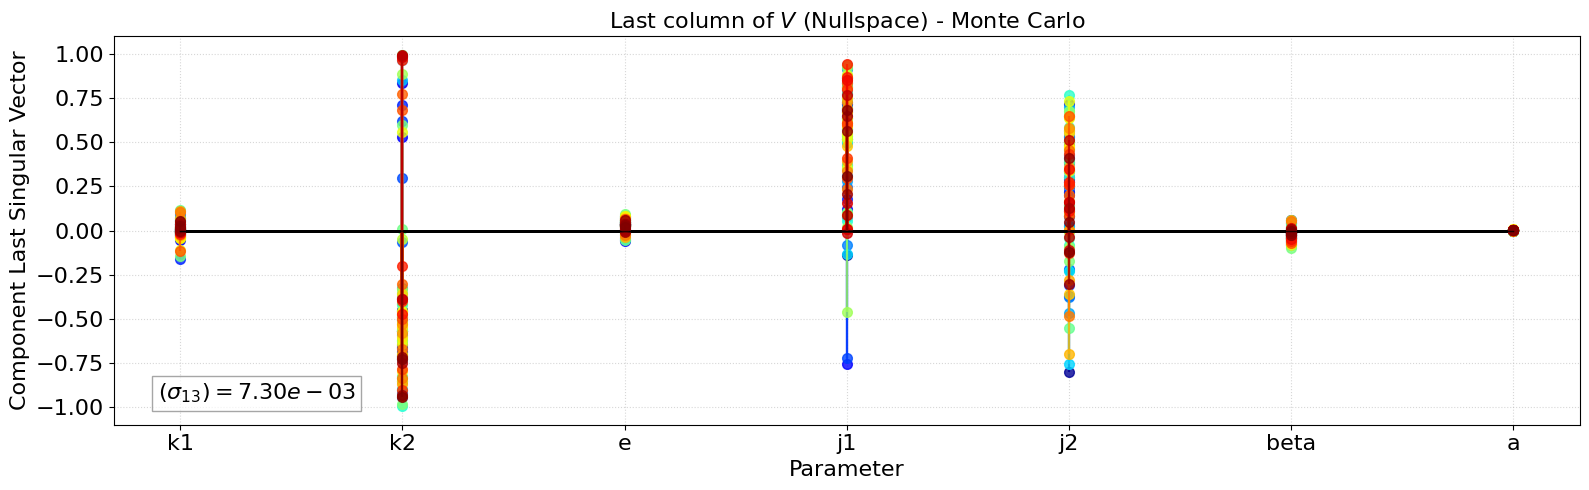 Last column of V (Nullspace) - Monte Carlo
Component Last Singular Vector
1.00
0.75
0.50
0.25
0.00
−0.25
−0.50
−0.75
−1.00
(σ₁₃) = 7.30e − 03
k1 k2 e j1 j2 beta a
Parameter